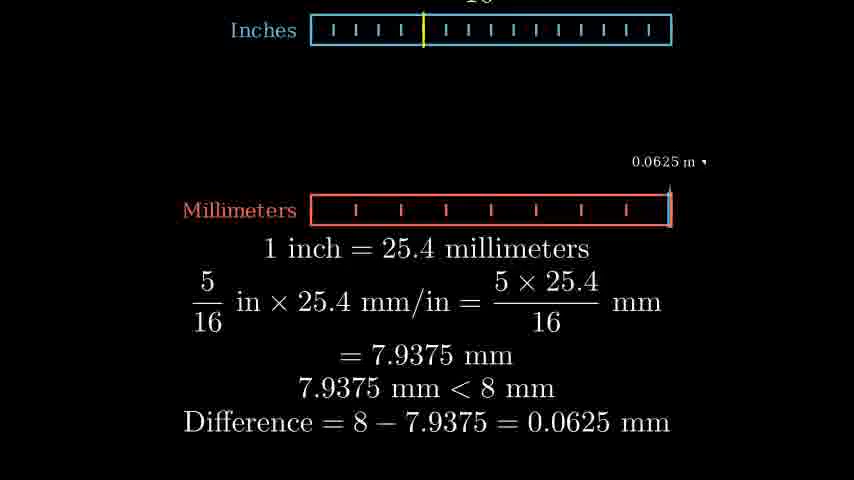 Inches
0.0625 m
Millimeters
1 inch = 25.4 millimeters
5/16 in × 25.4 mm/in = 5 × 25.4/16 mm
= 7.9375 mm
7.9375 mm < 8 mm
Difference = 8 − 7.9375 = 0.0625 mm